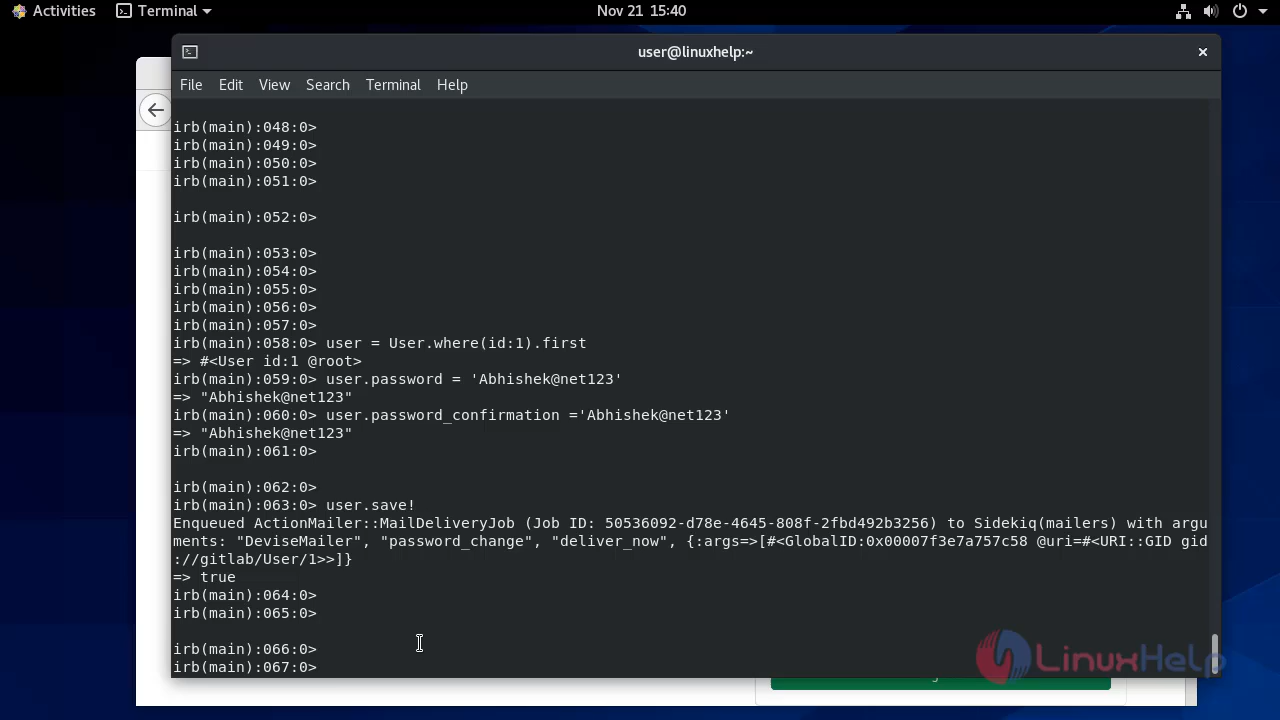 Activities Terminal Nov 21 15:40
user@linuxhelp:~
File Edit View Search Terminal Help
irb(main):048:0>
irb(main):049:0>
irb(main):050:0>
irb(main):051:0>
irb(main):052:0>
irb(main):053:0>
irb(main):054:0>
irb(main):055:0>
irb(main):056:0>
irb(main):057:0>
irb(main):058:0> user = User.where(id:1).first
=> #<User id:1 @root>
irb(main):059:0> user.password = 'Abhishek@net123'
=> "Abhishek@net123"
irb(main):060:0> user.password_confirmation ='Abhishek@net123'
=> "Abhishek@net123"
irb(main):061:0>
irb(main):062:0>
irb(main):063:0> user.save!
Enqueued ActionMailer::MailDeliveryJob (Job ID: 50536092-d78e-4645-808f-2fbd492b3256) to Sidekiq(mailers) with argu
ments: "DeviseMailer", "password_change", "deliver_now", {:args=>[#<GlobalID:0x00007f3e7a757c58 @uri=#<URI::GID gid
://gitlab/User/1>>]}
=> true
irb(main):064:0>
irb(main):065:0>
irb(main):066:0>
irb(main):067:0>
LinuxHelp